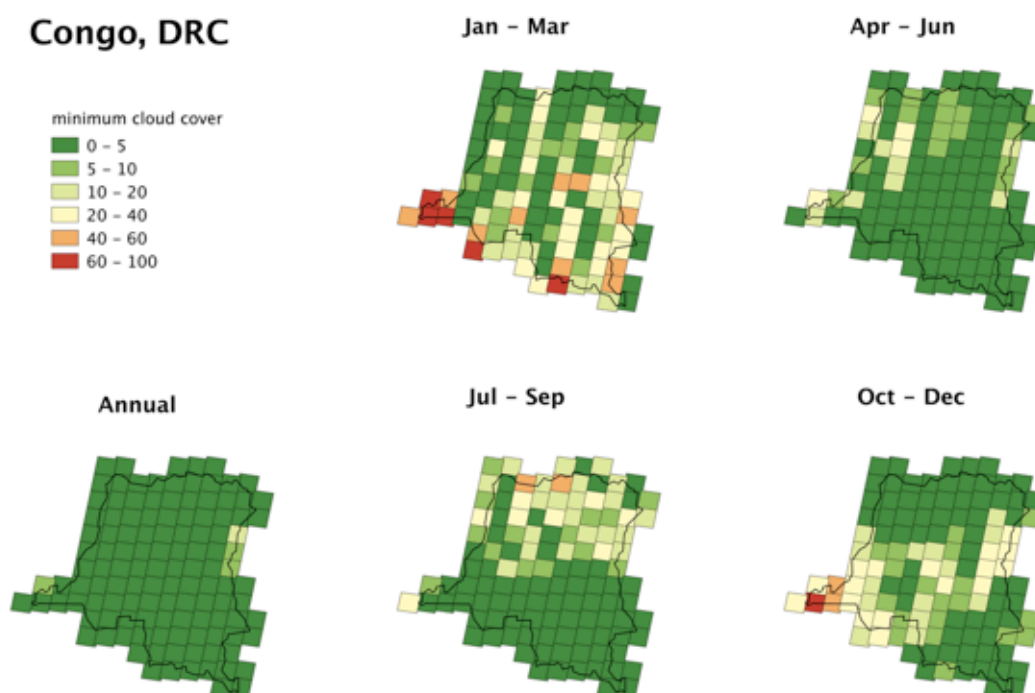 Congo, DRC
Jan – Mar
Apr – Jun
minimum cloud cover
0 – 5
5 – 10
10 – 20
20 – 40
40 – 60
60 – 100
Annual
Jul – Sep
Oct – Dec